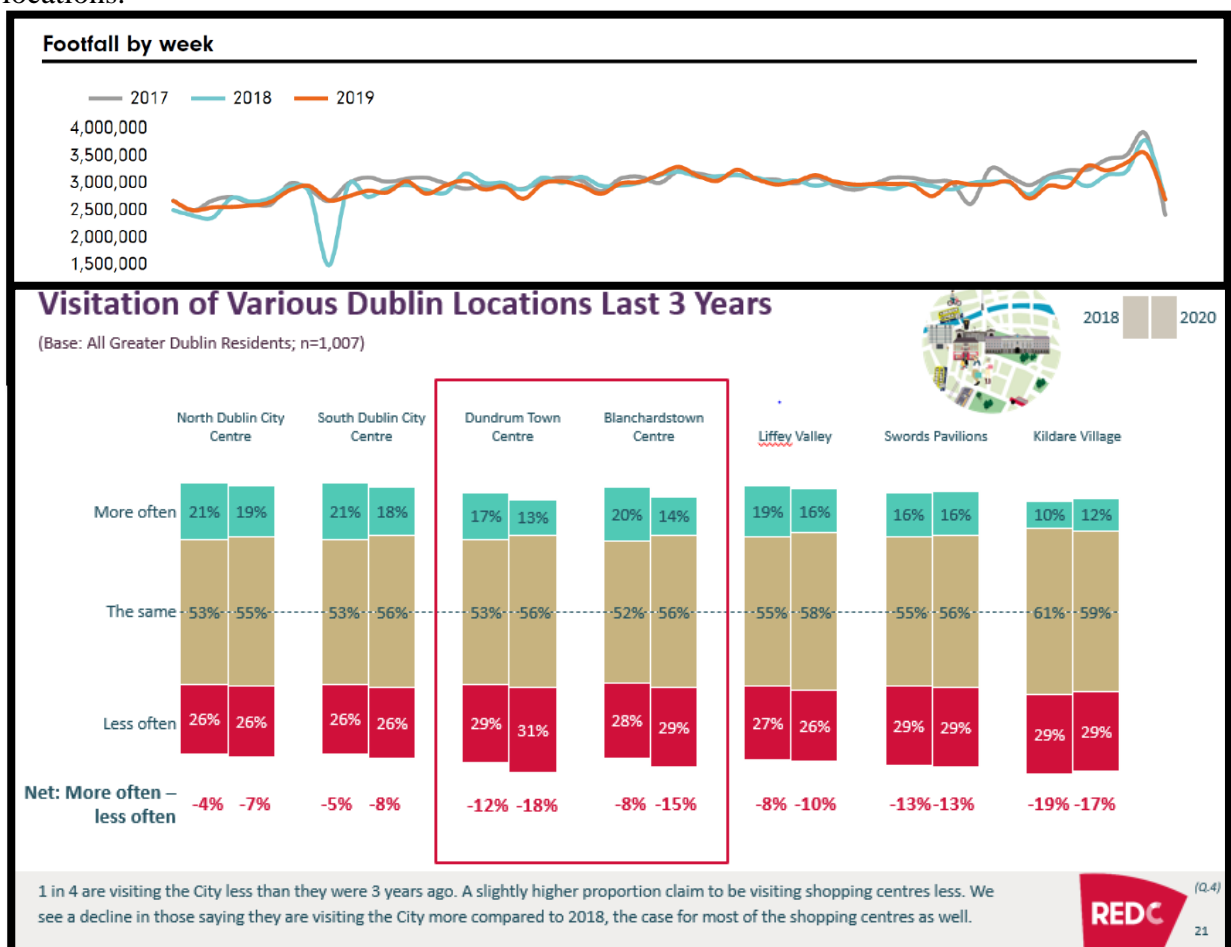 locations.
Footfall by week
2017 2018 2019
4,000,000
3,500,000
3,000,000
2,500,000
2,000,000
1,500,000
Visitation of Various Dublin Locations Last 3 Years
(Base: All Greater Dublin Residents; n=1,007)
2018 2020
North Dublin City Centre
South Dublin City Centre
Dundrum Town Centre
Blanchardstown Centre
Liffey Valley
Swords Pavilions
Kildare Village
More often 21% 19% 21% 18% 17% 13% 20% 14% 19% 16% 16% 16% 10% 12%
The same 53% 55% 53% 56% 53% 56% 52% 56% 55% 58% 55% 56% 61% 59%
Less often 26% 26% 26% 26% 29% 31% 28% 29% 27% 26% 29% 29% 29% 29%
Net: More often –
less often
-4% -7% -5% -8% -12% -18% -8% -15% -8% -10% -13% -13% -19% -17%
1 in 4 are visiting the City less than they were 3 years ago. A slightly higher proportion claim to be visiting shopping centres less. We
see a decline in those saying they are visiting the City more compared to 2018, the case for most of the shopping centres as well.
REDC
(Q.4)
21